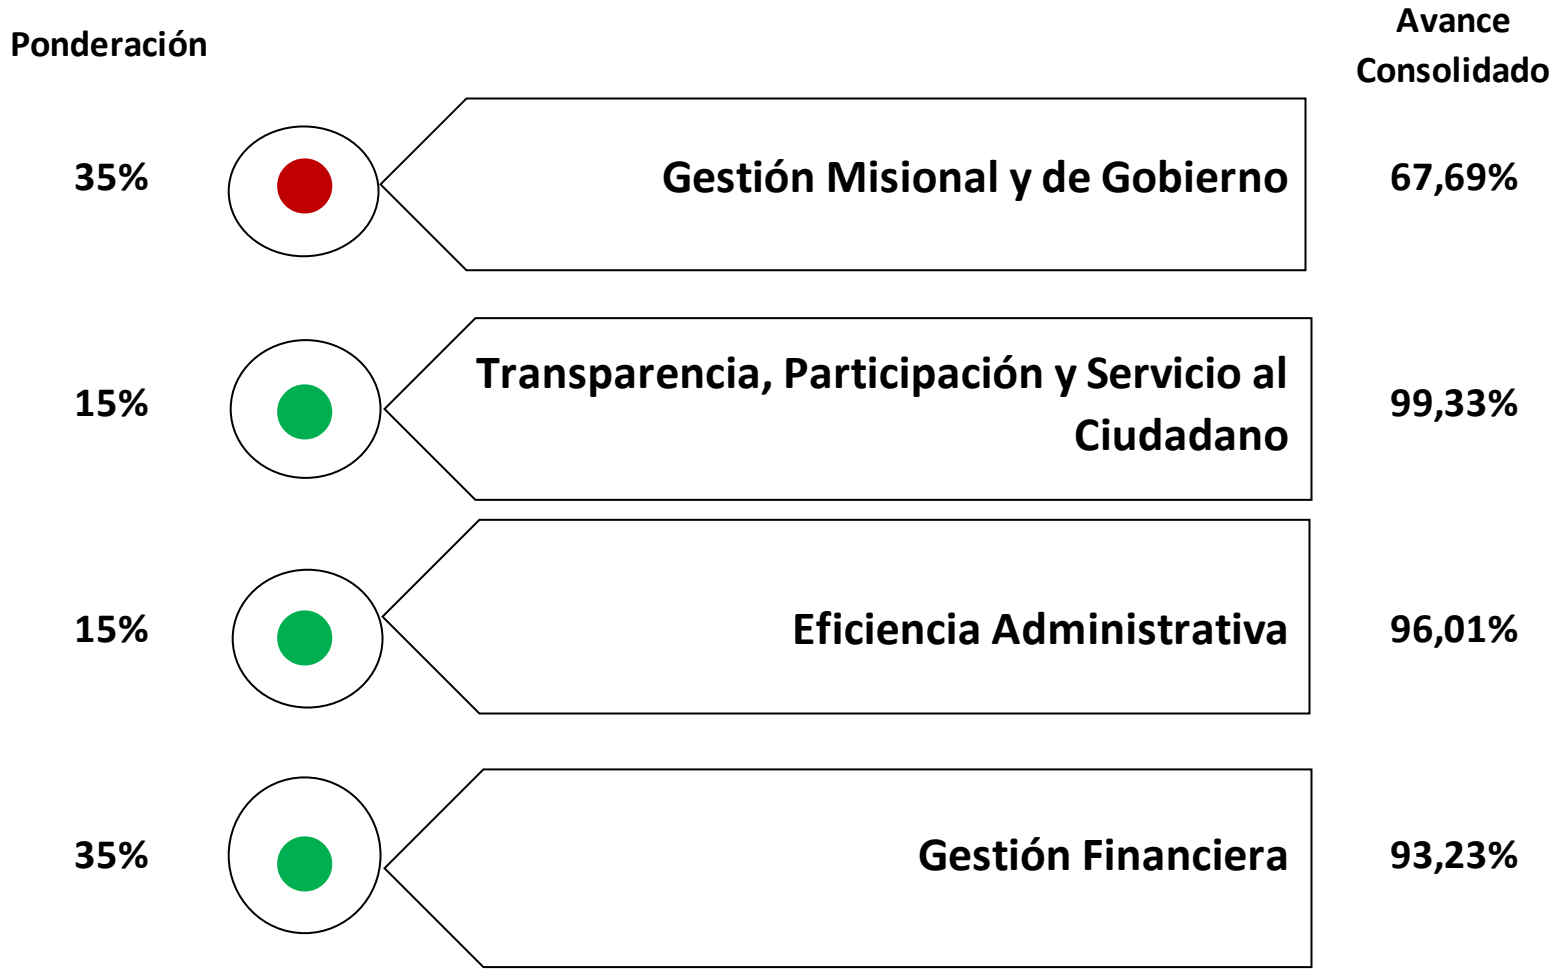 Ponderación
Avance
Consolidado
35%
Gestión Misional y de Gobierno
67,69%
15%
Transparencia, Participación y Servicio al
Ciudadano
99,33%
15%
Eficiencia Administrativa
96,01%
35%
Gestión Financiera
93,23%